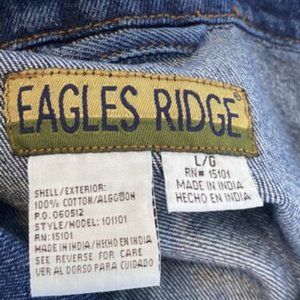 EAGLES RIDGE®
L/G
RN# 15101
MADE IN INDIA
HECHO EN INDIA
SHELL/EXTERIOR:
100% COTTON/ALGODON
P.O. 060512
STYLE/MODEL: 101101
RN: 15101
MADE IN INDIA/HECHO EN INDIA
SEE REVERSE FOR CARE
VER AL DORSO PARA CUIDADO